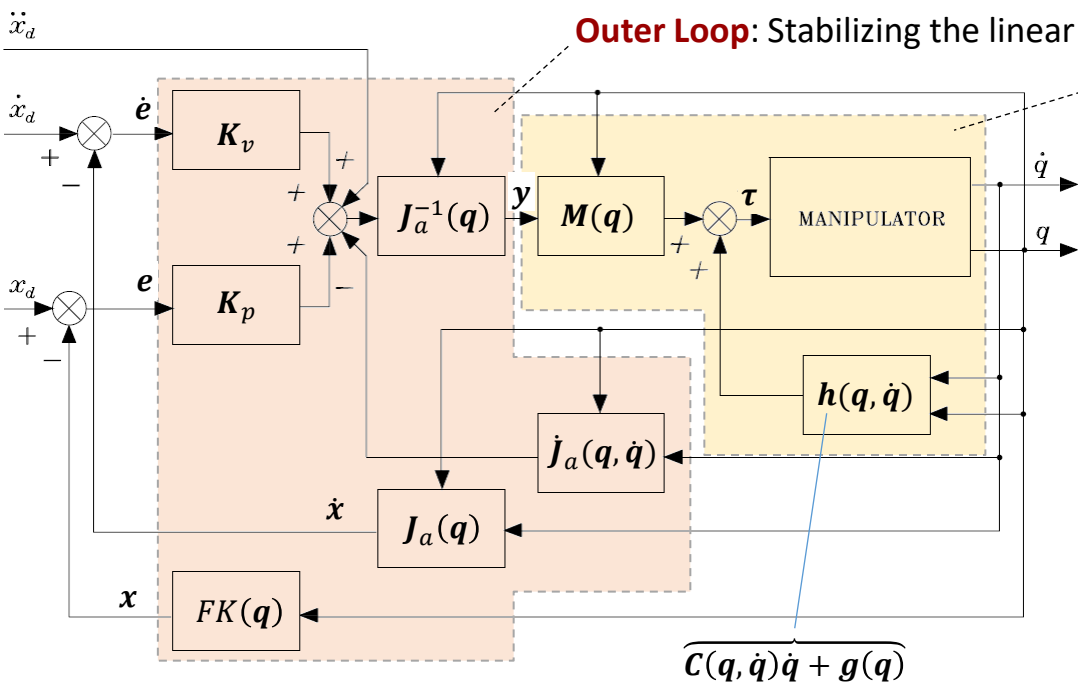 ẍ_d
Outer Loop: Stabilizing the linear
ẋ_d
ė
+
−
K_v
+
+
+
−
J_a^{-1}(q)
y
M(q)
+
+
τ
MANIPULATOR
q̇
q
x_d
e
+
−
K_p
h(q, q̇)
J̇_a(q, q̇)
ẋ
J_a(q)
x
FK(q)
C(q, q̇)q̇ + g(q)